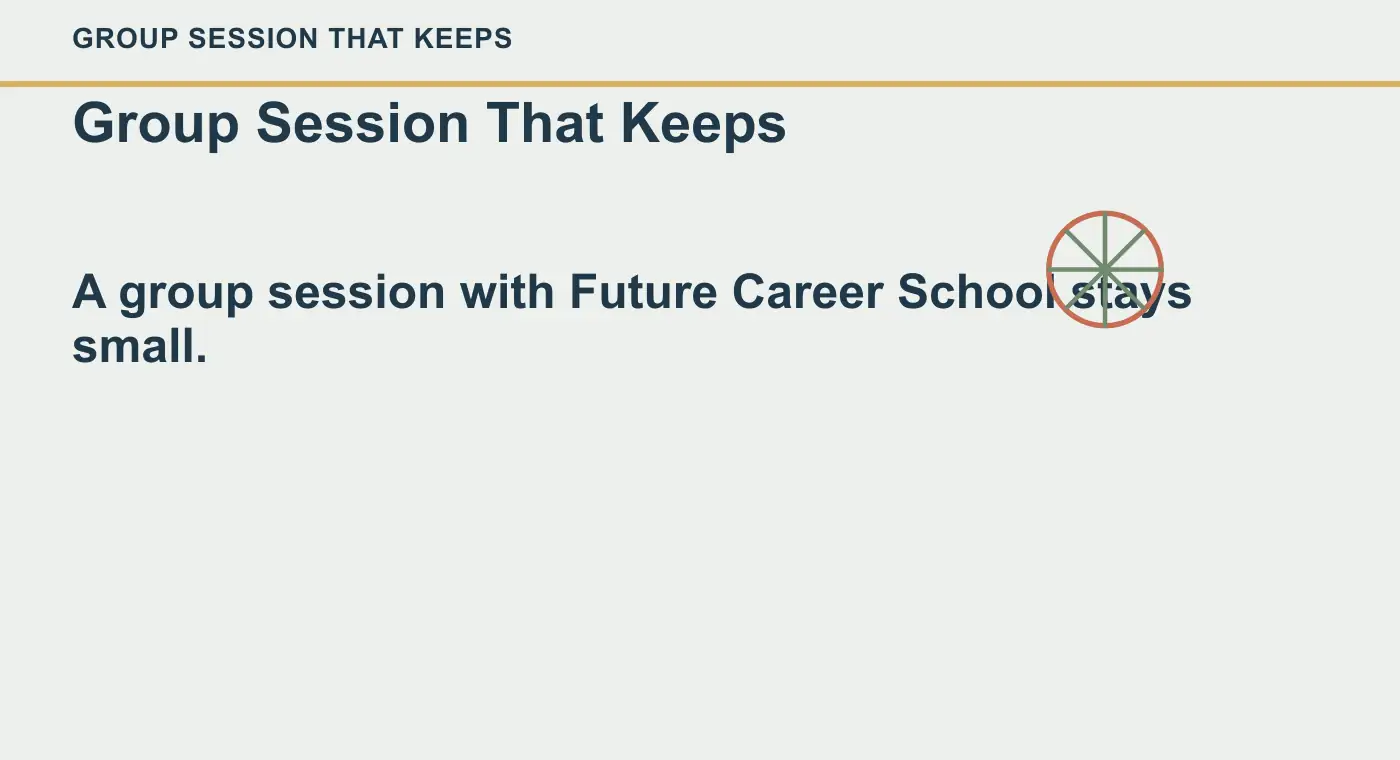 GROUP SESSION THAT KEEPS
Group Session That Keeps
A group session with Future Career School stays
small.